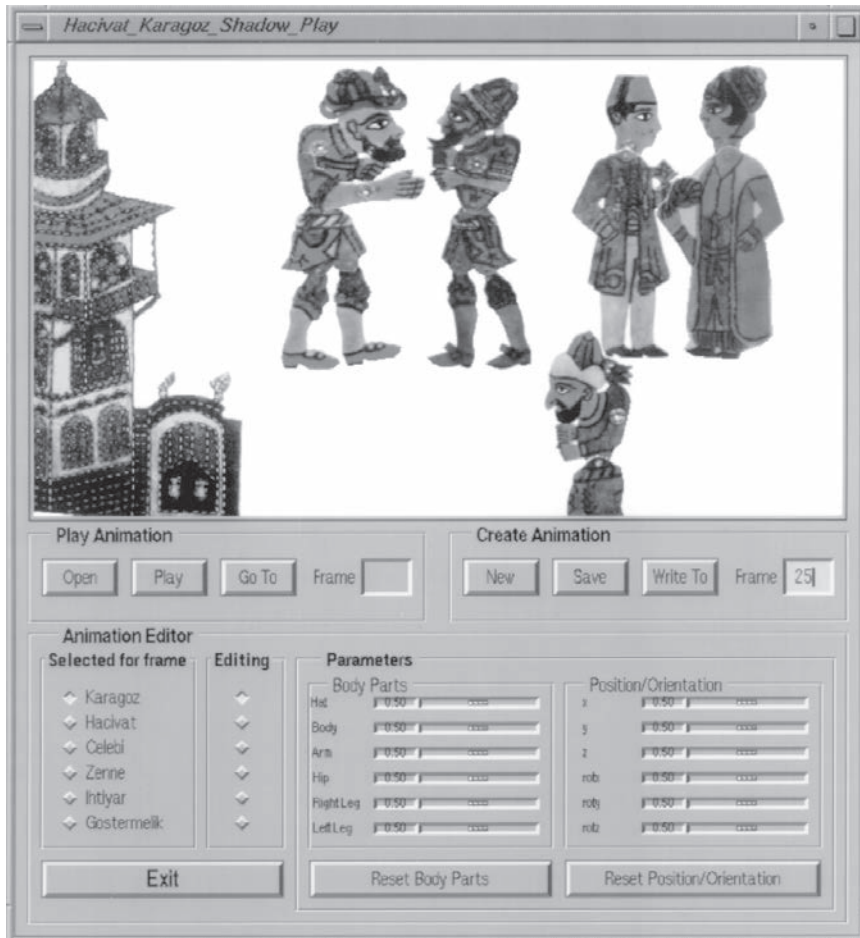 Hacivat_Karagoz_Shadow_Play
Play Animation
Open
Play
Go To
Frame
Create Animation
New
Save
Write To
Frame 25
Animation Editor
Selected for frame
Karagoz
Hacivat
Celebi
Zenne
Ihtiyar
Gostermelik
Editing
Parameters
Body Parts
Hat 0.50
Body 0.50
Arm 0.50
Hip 0.50
Right Leg 0.50
Left Leg 0.50
Position/Orientation
x 0.50
y 0.50
z 0.50
rotx 0.50
roty 0.50
rotz 0.50
Exit
Reset Body Parts
Reset Position/Orientation